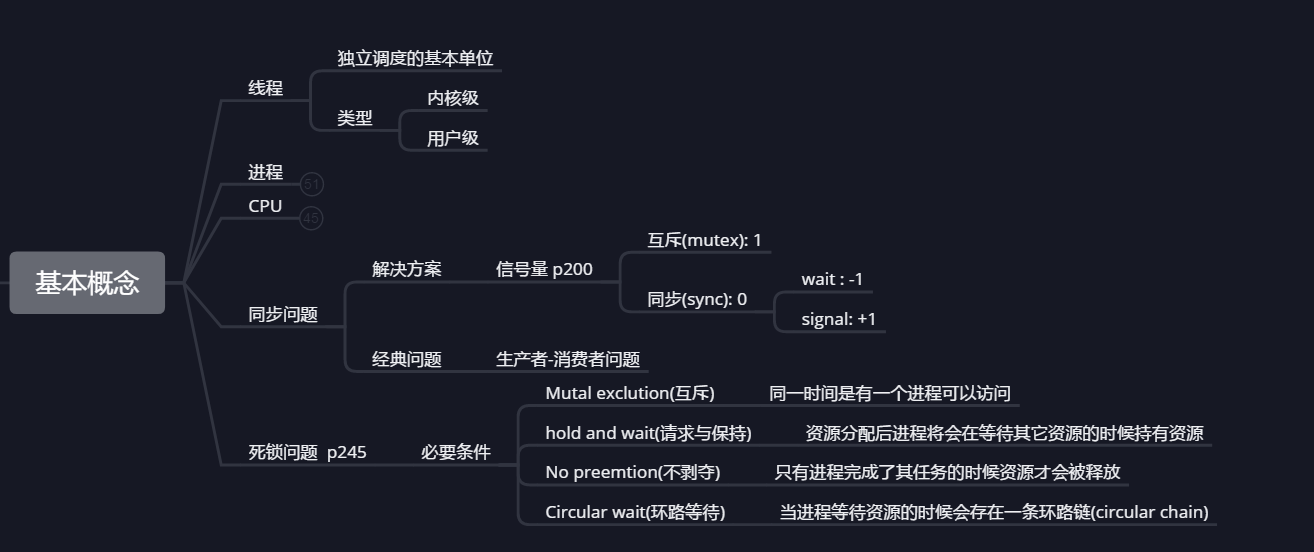 基本概念
线程
独立调度的基本单位
类型
内核级
用户级
进程
51
CPU
45
同步问题
解决方案
信号量 p200
互斥(mutex): 1
同步(sync): 0
wait : -1
signal: +1
经典问题
生产者-消费者问题
死锁问题 p245
必要条件
Mutal exclution(互斥)
同一时间是有一个进程可以访问
hold and wait(请求与保持)
资源分配后进程将会在等待其它资源的时候持有资源
No preemtion(不剥夺)
只有进程完成了其任务的时候资源才会被释放
Circular wait(环路等待)
当进程等待资源的时候会存在一条环路链(circular chain)